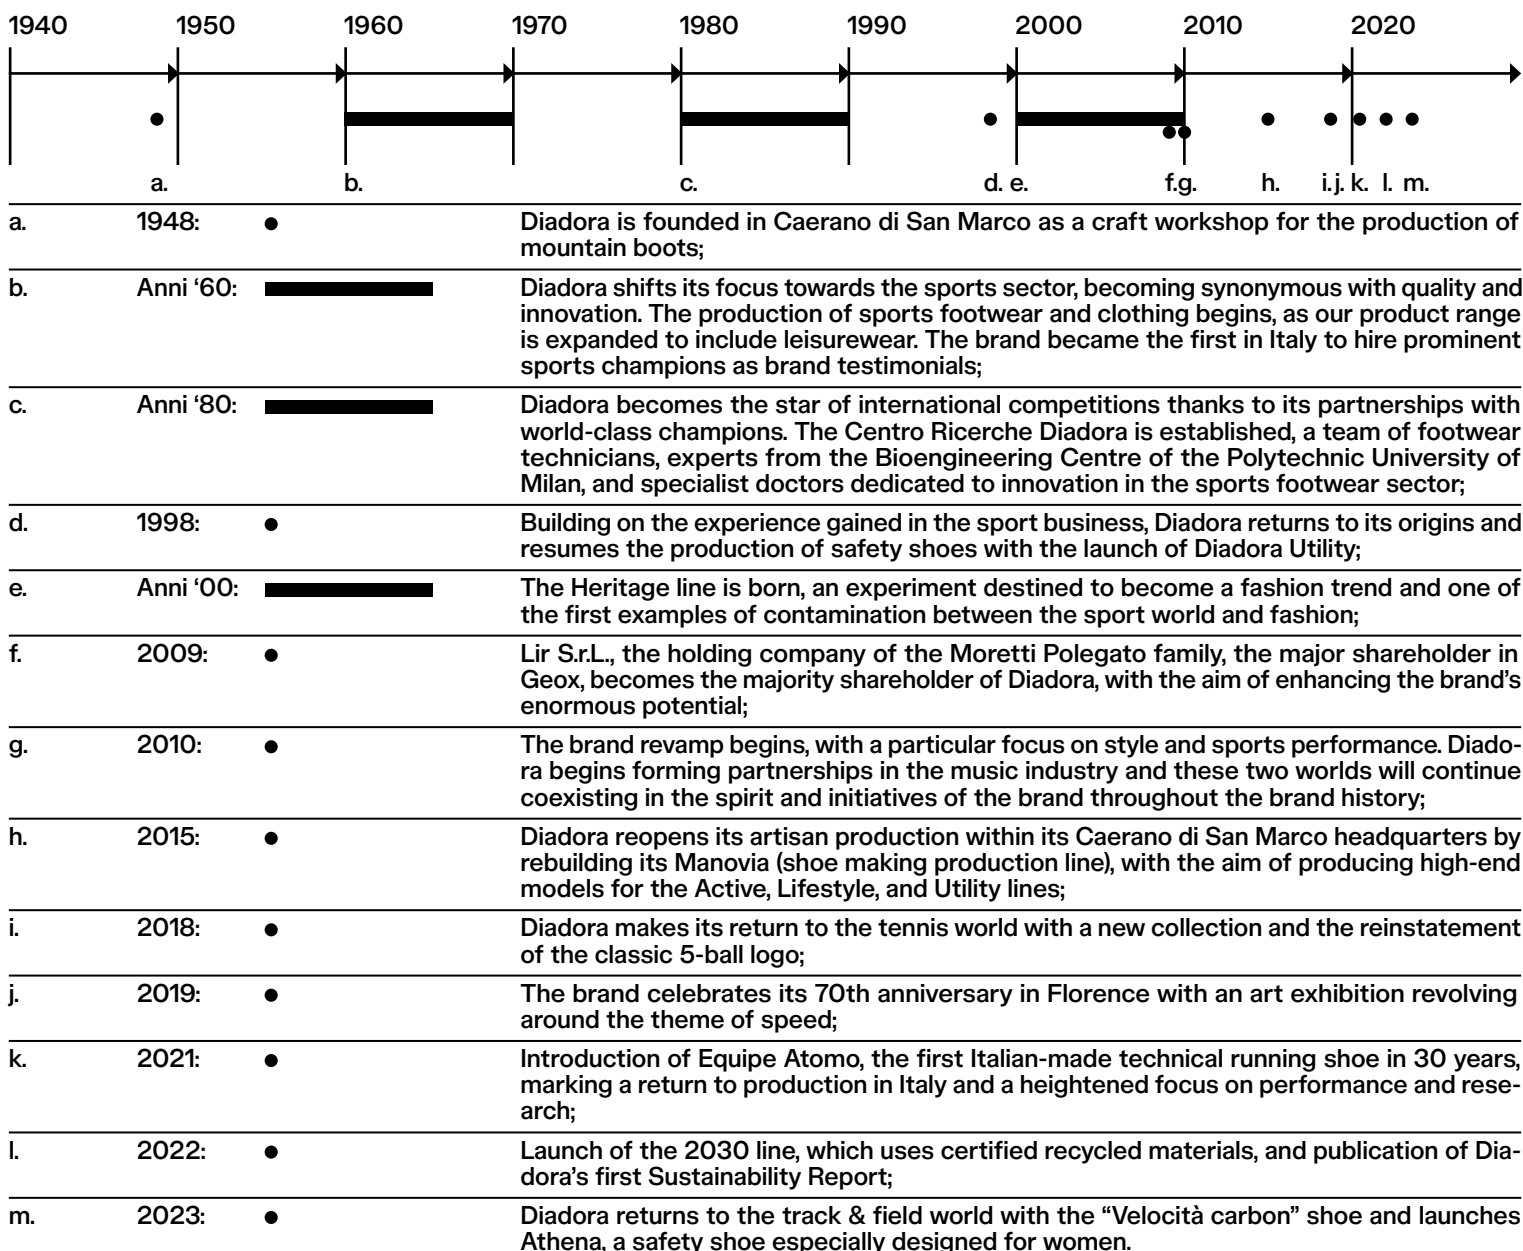 1940 1950 1960 1970 1980 1990 2000 2010 2020
a. b. c. d. e. f.g. h. i.j. k. l. m.
a. 1948: Diadora is founded in Caerano di San Marco as a craft workshop for the production of
mountain boots;
b. Anni ‘60: Diadora shifts its focus towards the sports sector, becoming synonymous with quality and
innovation. The production of sports footwear and clothing begins, as our product range
is expanded to include leisurewear. The brand became the first in Italy to hire prominent
sports champions as brand testimonials;
c. Anni ‘80: Diadora becomes the star of international competitions thanks to its partnerships with
world-class champions. The Centro Ricerche Diadora is established, a team of footwear
technicians, experts from the Bioengineering Centre of the Polytechnic University of
Milan, and specialist doctors dedicated to innovation in the sports footwear sector;
d. 1998: Building on the experience gained in the sport business, Diadora returns to its origins and
resumes the production of safety shoes with the launch of Diadora Utility;
e. Anni ‘00: The Heritage line is born, an experiment destined to become a fashion trend and one of
the first examples of contamination between the sport world and fashion;
f. 2009: Lir S.r.L., the holding company of the Moretti Polegato family, the major shareholder in
Geox, becomes the majority shareholder of Diadora, with the aim of enhancing the brand’s
enormous potential;
g. 2010: The brand revamp begins, with a particular focus on style and sports performance. Diado-
ra begins forming partnerships in the music industry and these two worlds will continue
coexisting in the spirit and initiatives of the brand throughout the brand history;
h. 2015: Diadora reopens its artisan production within its Caerano di San Marco headquarters by
rebuilding its Manovia (shoe making production line), with the aim of producing high-end
models for the Active, Lifestyle, and Utility lines;
i. 2018: Diadora makes its return to the tennis world with a new collection and the reinstatement
of the classic 5-ball logo;
j. 2019: The brand celebrates its 70th anniversary in Florence with an art exhibition revolving
around the theme of speed;
k. 2021: Introduction of Equipe Atomo, the first Italian-made technical running shoe in 30 years,
marking a return to production in Italy and a heightened focus on performance and rese-
arch;
l. 2022: Launch of the 2030 line, which uses certified recycled materials, and publication of Dia-
dora’s first Sustainability Report;
m. 2023: Diadora returns to the track & field world with the “Velocità carbon” shoe and launches
Athena, a safety shoe especially designed for women.